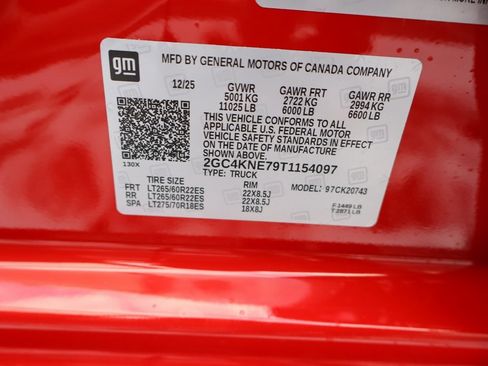 gm
MFD BY GENERAL MOTORS OF CANADA COMPANY
12/25 GVWR GAWR FRT GAWR RR
5001 KG 2722 KG 2994 KG
11025 LB 6000 LB 6600 LB
THIS VEHICLE CONFORMS TO ALL
APPLICABLE U.S. FEDERAL MOTOR
VEHICLE SAFETY STANDARDS IN EFFECT
ON THE DATE OF MANUFACTURE
130X 2GC4KNE79T1154097
TYPE: TRUCK
TIRE SIZE RIM MODEL: 97CK20743
FRT LT265/60R22ES 22X8.5J
RR LT265/60R22ES 22X8.5J F 1449 LB
SPA LT275/70R18ES 18X8J T 2871 LB